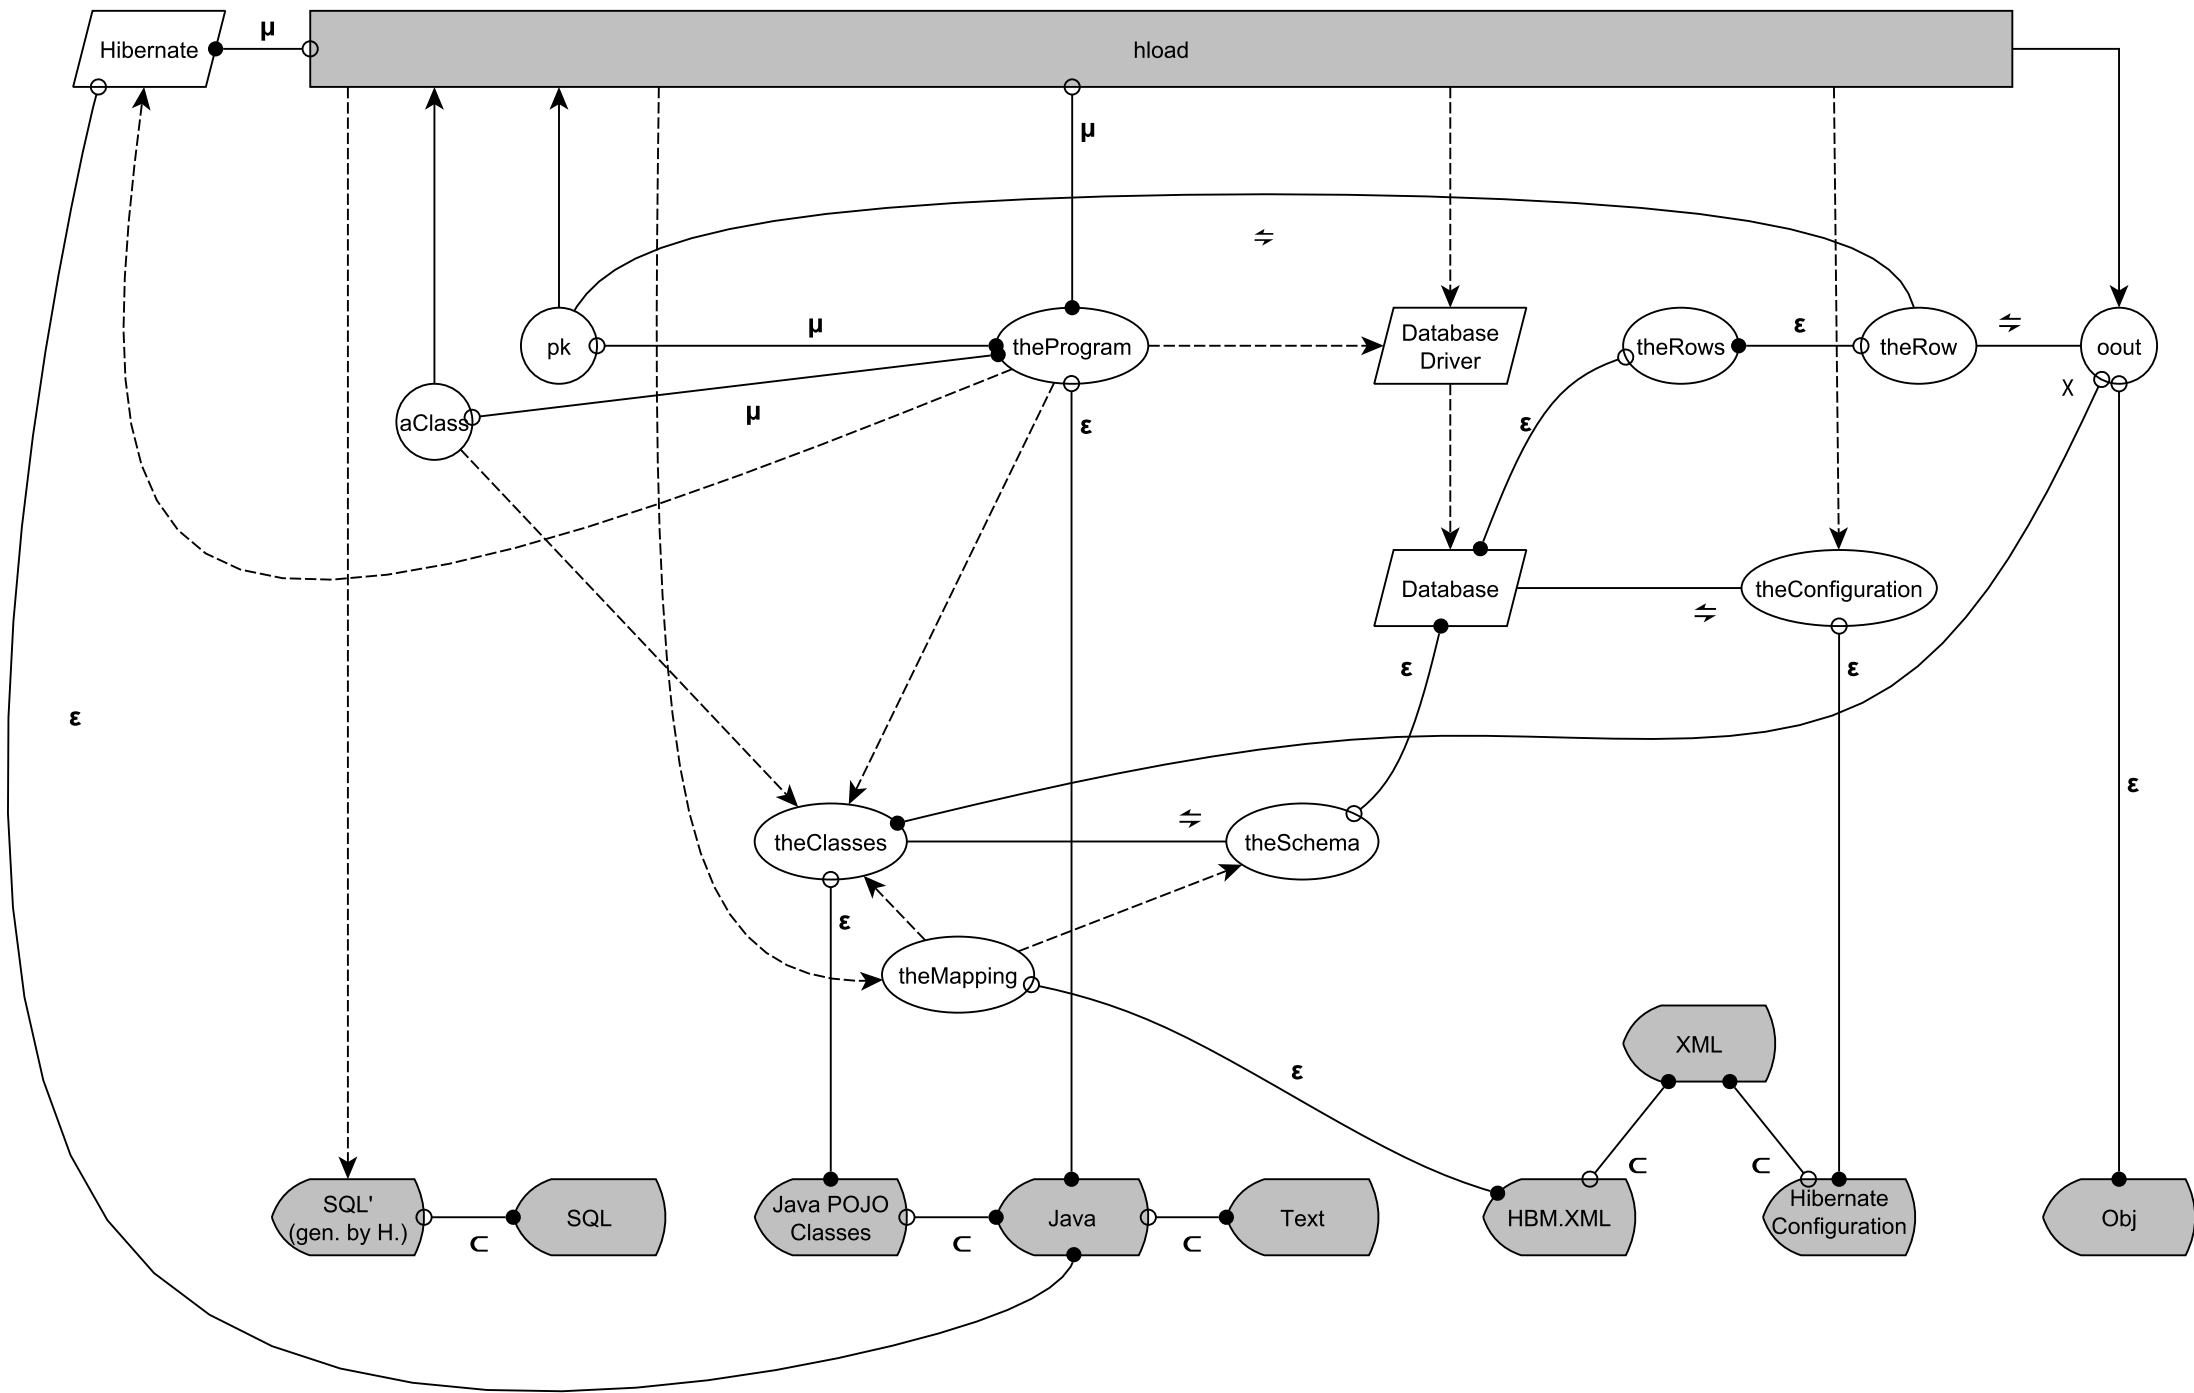 μ
Hibernate
hload
μ
⇋
μ
ε
⇋
pk
theProgram
Database
Driver
theRows
theRow
oout
X
μ
aClass
ε
ε
Database
theConfiguration
⇋
ε
ε
ε
ε
⇋
theClasses
theSchema
ε
theMapping
XML
ε
⊂
⊂
SQL'
(gen. by H.)
SQL
Java POJO
Classes
Java
Text
HBM.XML
Hibernate
Configuration
Obj
⊂
⊂
⊂